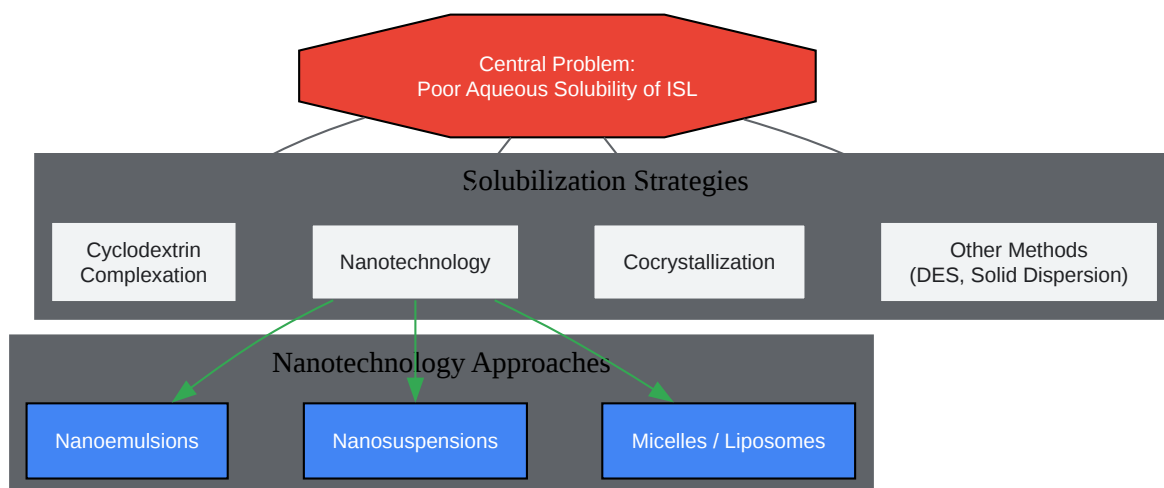 Central Problem:
Poor Aqueous Solubility of ISL
Solubilization Strategies
Cyclodextrin
Complexation
Nanotechnology
Cocrystallization
Other Methods
(DES, Solid Dispersion)
Nanotechnology Approaches
Nanoemulsions
Nanosuspensions
Micelles / Liposomes